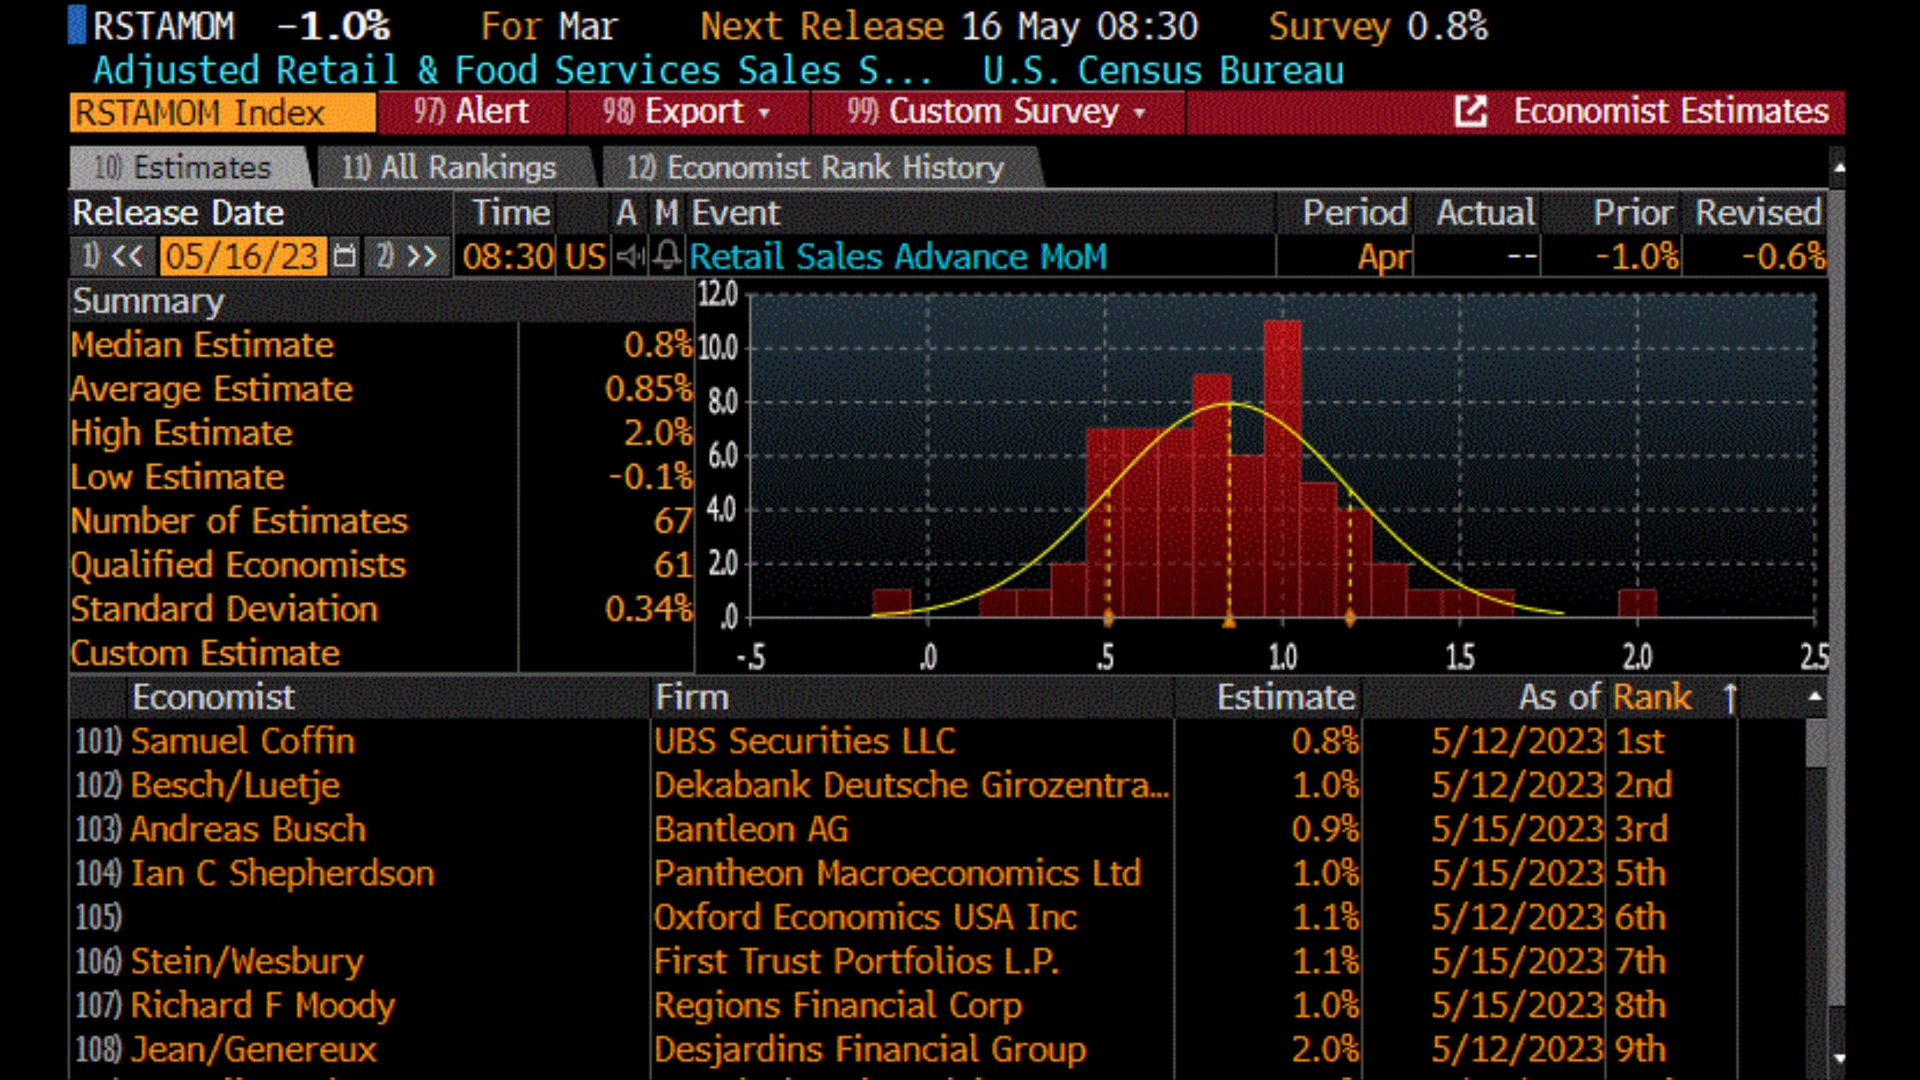 RSTAMOM -1.0% For Mar Next Release 16 May 08:30 Survey 0.8%
Adjusted Retail & Food Services Sales S... U.S. Census Bureau
RSTAMOM Index 97) Alert 98) Export 99) Custom Survey Economist Estimates
10) Estimates 11) All Rankings 12) Economist Rank History
Release Date Time A M Event Period Actual Prior Revised
1) << 05/16/23 2) >> 08:30 US Retail Sales Advance MoM Apr -- -1.0% -0.6%
Summary
Median Estimate 0.8%
Average Estimate 0.85%
High Estimate 2.0%
Low Estimate -0.1%
Number of Estimates 67
Qualified Economists 61
Standard Deviation 0.34%
Custom Estimate
12.0
10.0
8.0
6.0
4.0
2.0
.0
-.5 .0 .5 1.0 1.5 2.0 2.5
Economist Firm Estimate As of Rank ↑
101) Samuel Coffin UBS Securities LLC 0.8% 5/12/2023 1st
102) Besch/Luetje Dekabank Deutsche Girozentra... 1.0% 5/12/2023 2nd
103) Andreas Busch Bantleon AG 0.9% 5/15/2023 3rd
104) Ian C Shepherdson Pantheon Macroeconomics Ltd 1.0% 5/15/2023 5th
105) Oxford Economics USA Inc 1.1% 5/12/2023 6th
106) Stein/Wesbury First Trust Portfolios L.P. 1.1% 5/15/2023 7th
107) Richard F Moody Regions Financial Corp 1.0% 5/15/2023 8th
108) Jean/Genereux Desjardins Financial Group 2.0% 5/12/2023 9th